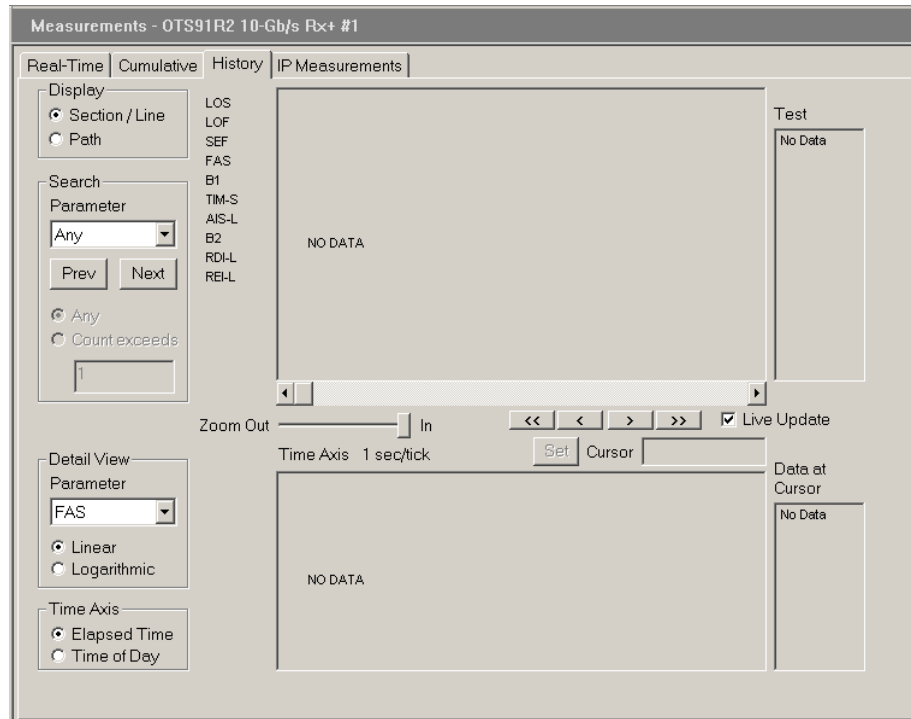 Measurements - OTS91R2 10-Gb/s Rx+ #1
Real-Time Cumulative History IP Measurements
Display
Section / Line
Path
Search
Parameter
Any
Prev Next
Any
Count exceeds
1
LOS
LOF
SEF
FAS
B1
TIM-S
AIS-L
B2
RDI-L
REI-L
NO DATA
Test
No Data
Zoom Out In
<< < > >> Live Update
Time Axis 1 sec/tick
Set Cursor
Detail View
Parameter
FAS
Linear
Logarithmic
Time Axis
Elapsed Time
Time of Day
NO DATA
Data at
Cursor
No Data